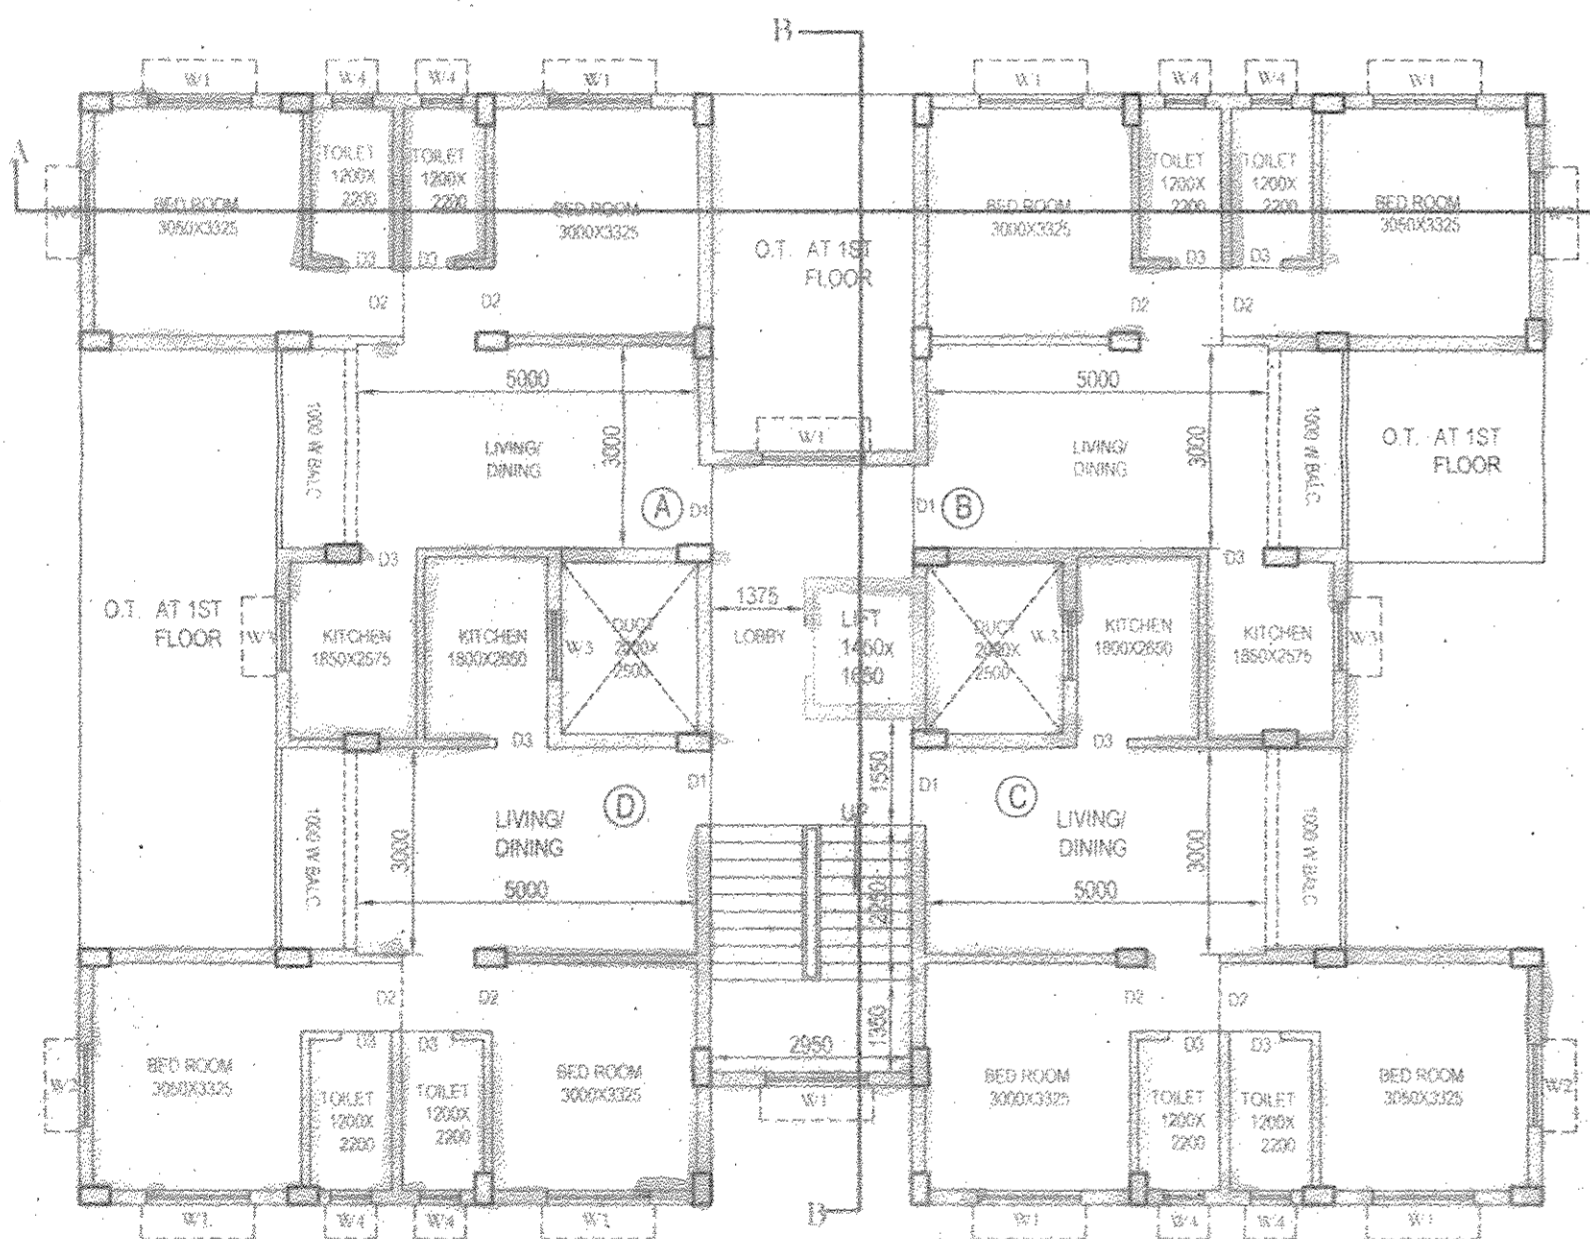 B
W1
W4
W4
W1
W1
W4
W4
W1
A
TOILET
1200X
2200
TOILET
1200X
2200
TOILET
1200X
2200
TOILET
1200X
2200
BED ROOM
3050X3325
BED ROOM
3000X3325
BED ROOM
3000X3325
BED ROOM
3050X3325
O.T. AT 1ST
FLOOR
D3
D3
D3
D3
D2
D2
D2
D2
5000
5000
1000 W BALC.
LIVING/
DINING
3000
W1
LIVING/
DINING
3000
1000 W BALC.
O.T. AT 1ST
FLOOR
A
D1
D1
B
D3
D3
O.T. AT 1ST
FLOOR
W3
KITCHEN
1850X2575
KITCHEN
1800X2650
W3
DUCT
2500
1375
LOBBY
LIFT
1450x
DUCT
2500
W3
KITCHEN
1800X2650
KITCHEN
1850X2575
W3
D3
D3
D1
1550
D1
1000 W BALC.
3000
LIVING/
DINING
D
UP
C
LIVING/
DINING
3000
1000 W BALC.
5000
2250
5000
D2
D2
D2
D2
1350
2950
D3
D3
D3
D3
BED ROOM
3050X3325
BED ROOM
3000X3325
W1
BED ROOM
3000X3325
BED ROOM
3050X3325
W2
TOILET
1200X
2200
TOILET
1200X
2200
TOILET
1200X
2200
TOILET
1200X
2200
W1
W4
W4
W1
B
W1
W4
W4
W1